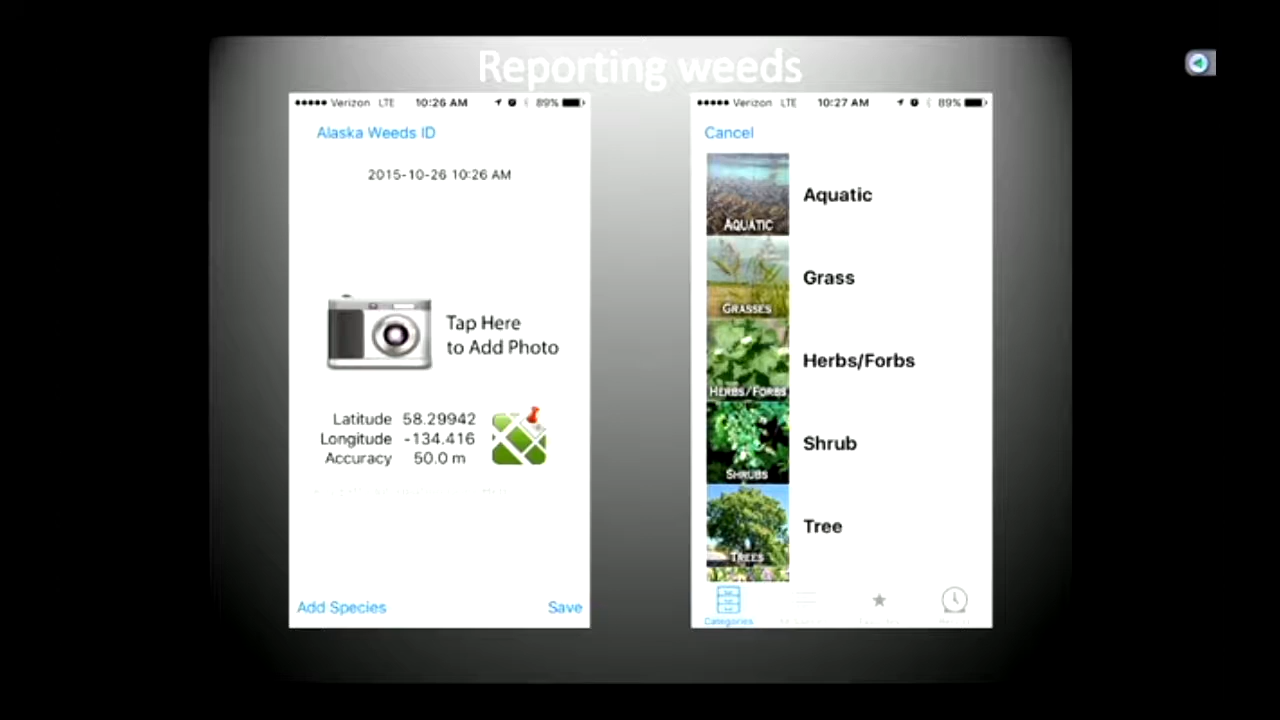 Reporting weeds
Verizon LTE 10:26 AM 89%
Alaska Weeds ID
2015-10-26 10:26 AM
Tap Here
to Add Photo
Latitude 58.29942
Longitude -134.416
Accuracy 50.0 m
Add Species Save
Verizon LTE 10:27 AM 89%
Cancel
AQUATIC
Aquatic
GRASSES
Grass
HERBS/FORBS
Herbs/Forbs
SHRUBS
Shrub
TREES
Tree
Categories